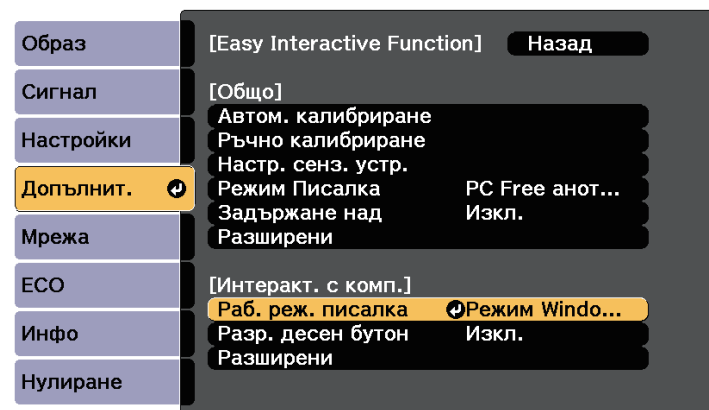 Образ
Сигнал
Настройки
Допълнит.
Мрежа
ECO
Инфо
Нулиране
[Easy Interactive Function] Назад
[Общо]
Автом. калибриране
Ръчно калибриране
Настр. сенз. устр.
Режим Писалка PC Free анот...
Задържане над Изкл.
Разширени
[Интеракт. с комп.]
Раб. реж. писалка Режим Windo...
Разр. десен бутон Изкл.
Разширени